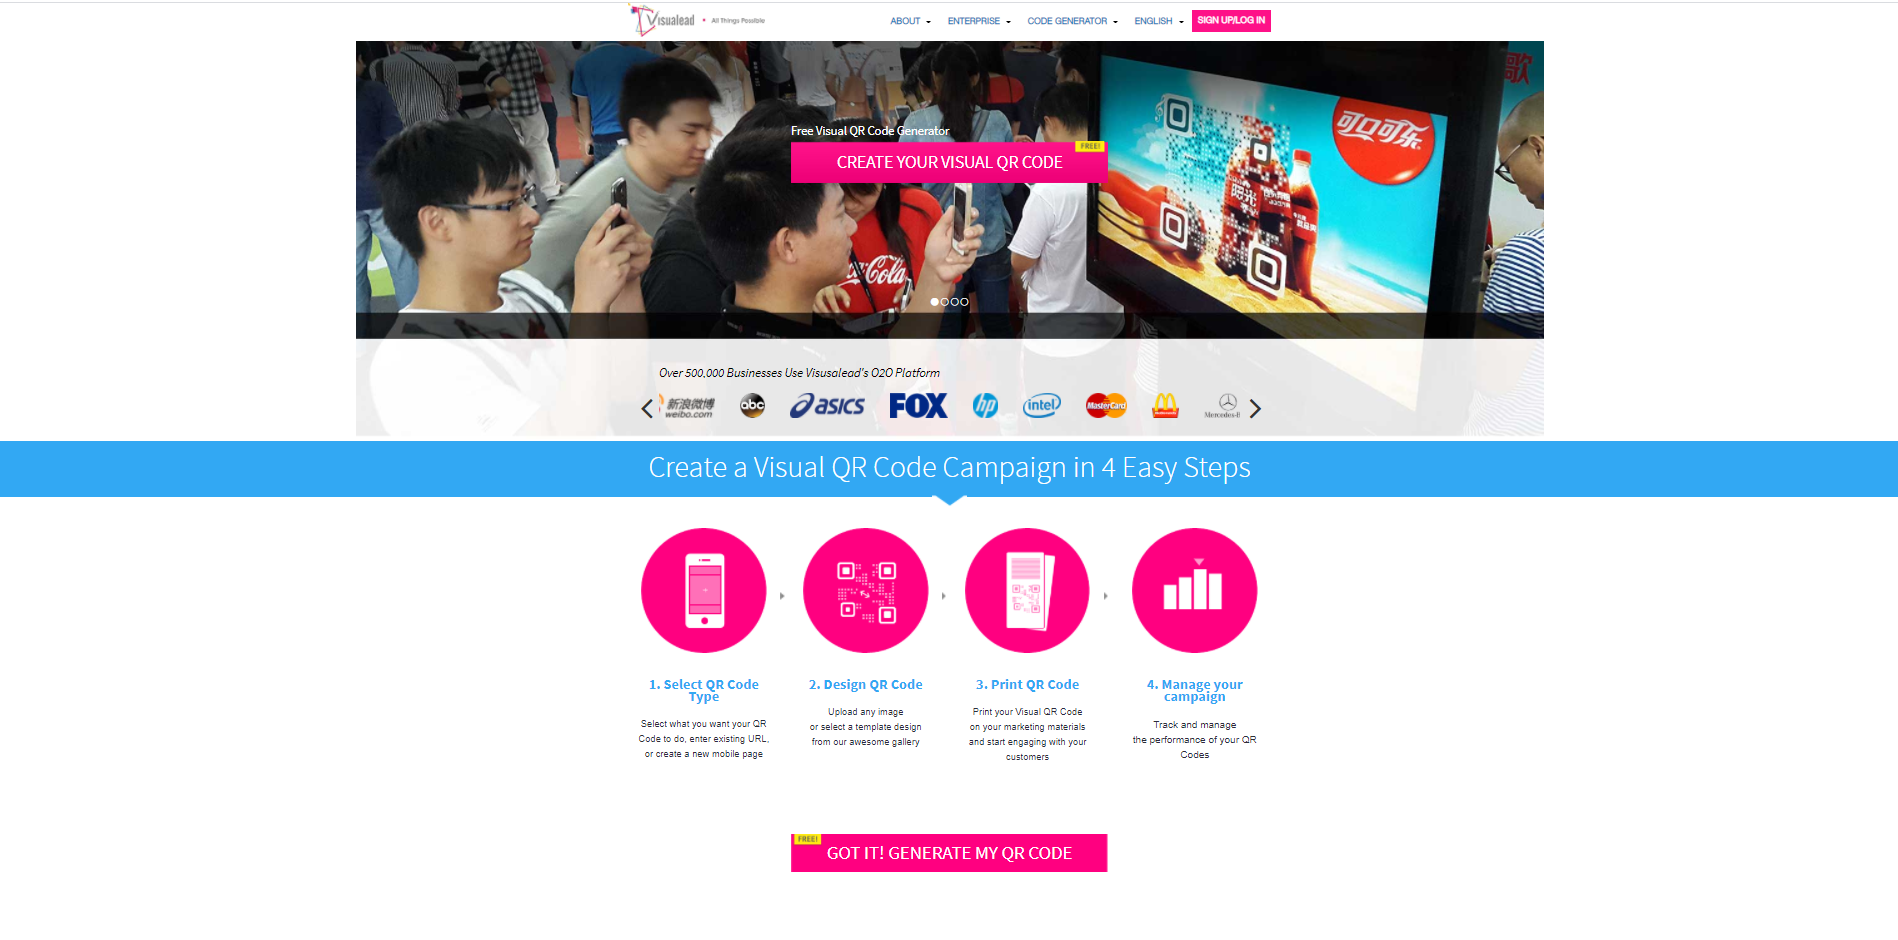 Visualead • All Things Possible
ABOUT ENTERPRISE CODE GENERATOR ENGLISH SIGN UP/LOG IN
歌
可口可乐
Free Visual QR Code Generator
FREE!
CREATE YOUR VISUAL QR CODE
Coca-Cola
Over 500,000 Businesses Use Visusalead's O2O Platform
新浪微博
weibo.com
abc
asics
FOX
hp
intel
MasterCard
Mercedes-B
Create a Visual QR Code Campaign in 4 Easy Steps
1. Select QR Code
Type
Select what you want your QR
Code to do, enter existing URL,
or create a new mobile page
2. Design QR Code
Upload any image
or select a template design
from our awesome gallery
3. Print QR Code
Print your Visual QR Code
on your marketing materials
and start engaging with your
customers
4. Manage your
campaign
Track and manage
the performance of your QR
Codes
FREE!
GOT IT! GENERATE MY QR CODE